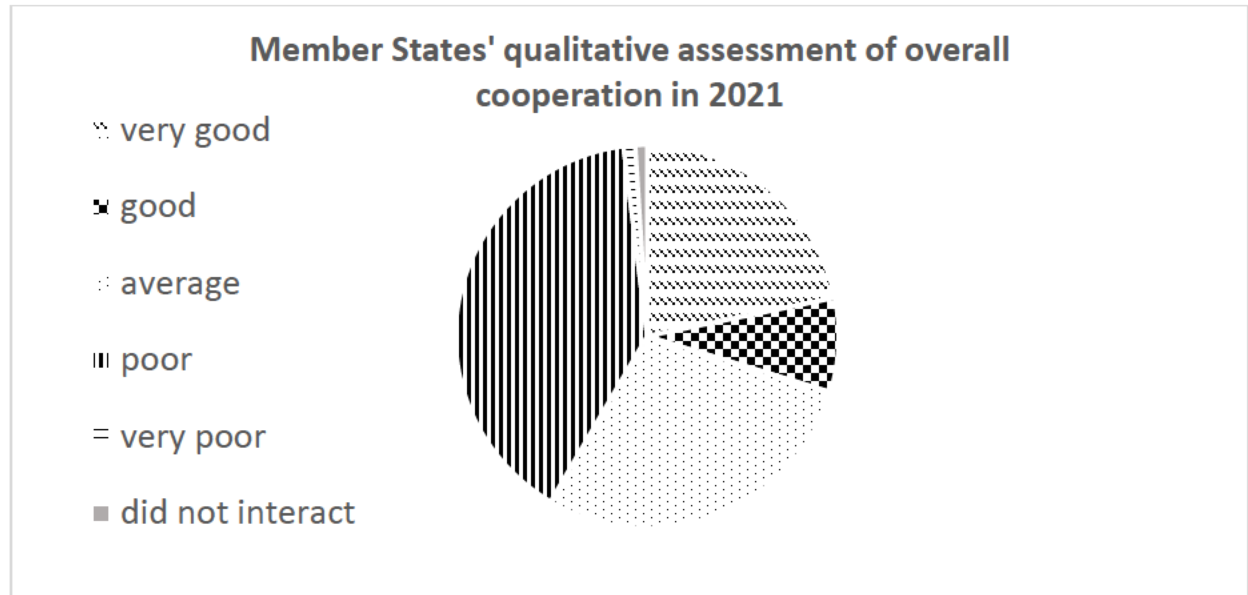 Member States' qualitative assessment of overall
cooperation in 2021
very good
good
average
poor
very poor
did not interact